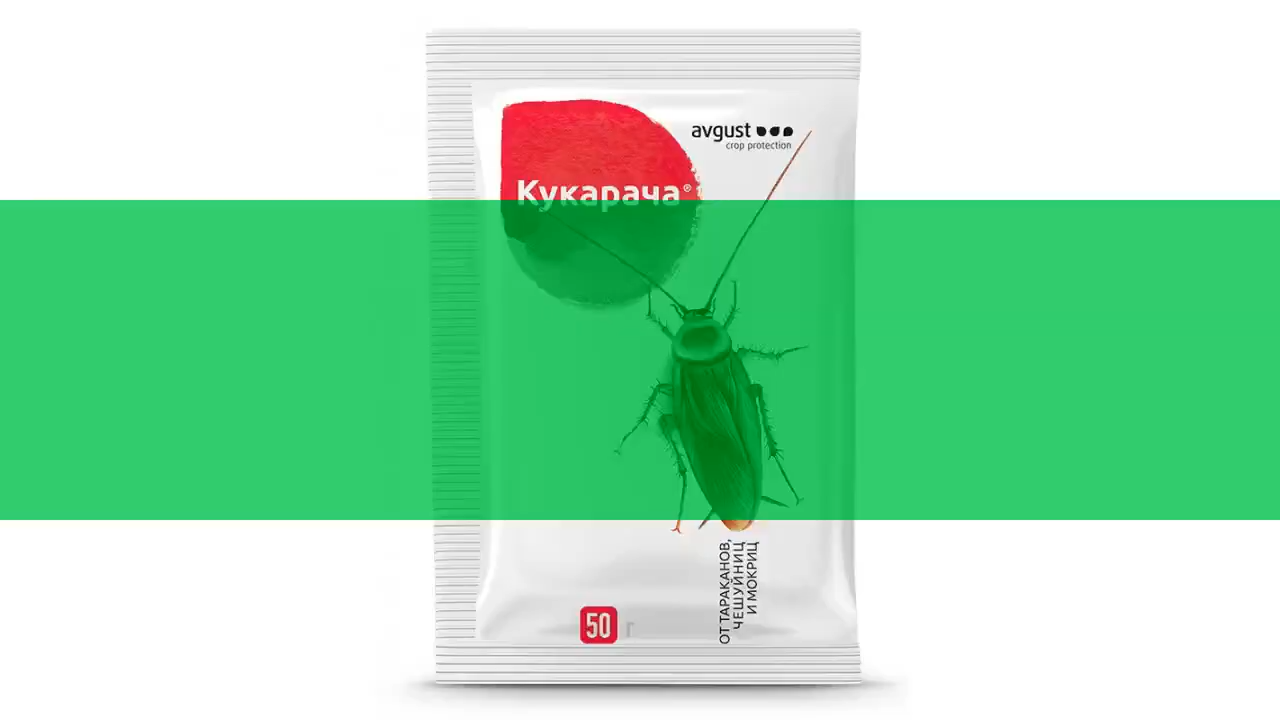 avgust
crop protection
Кукарача®
ОТ ТАРАКАНОВ,
ЧЕШУЙНИЦ
И МОКРИЦ
50 г